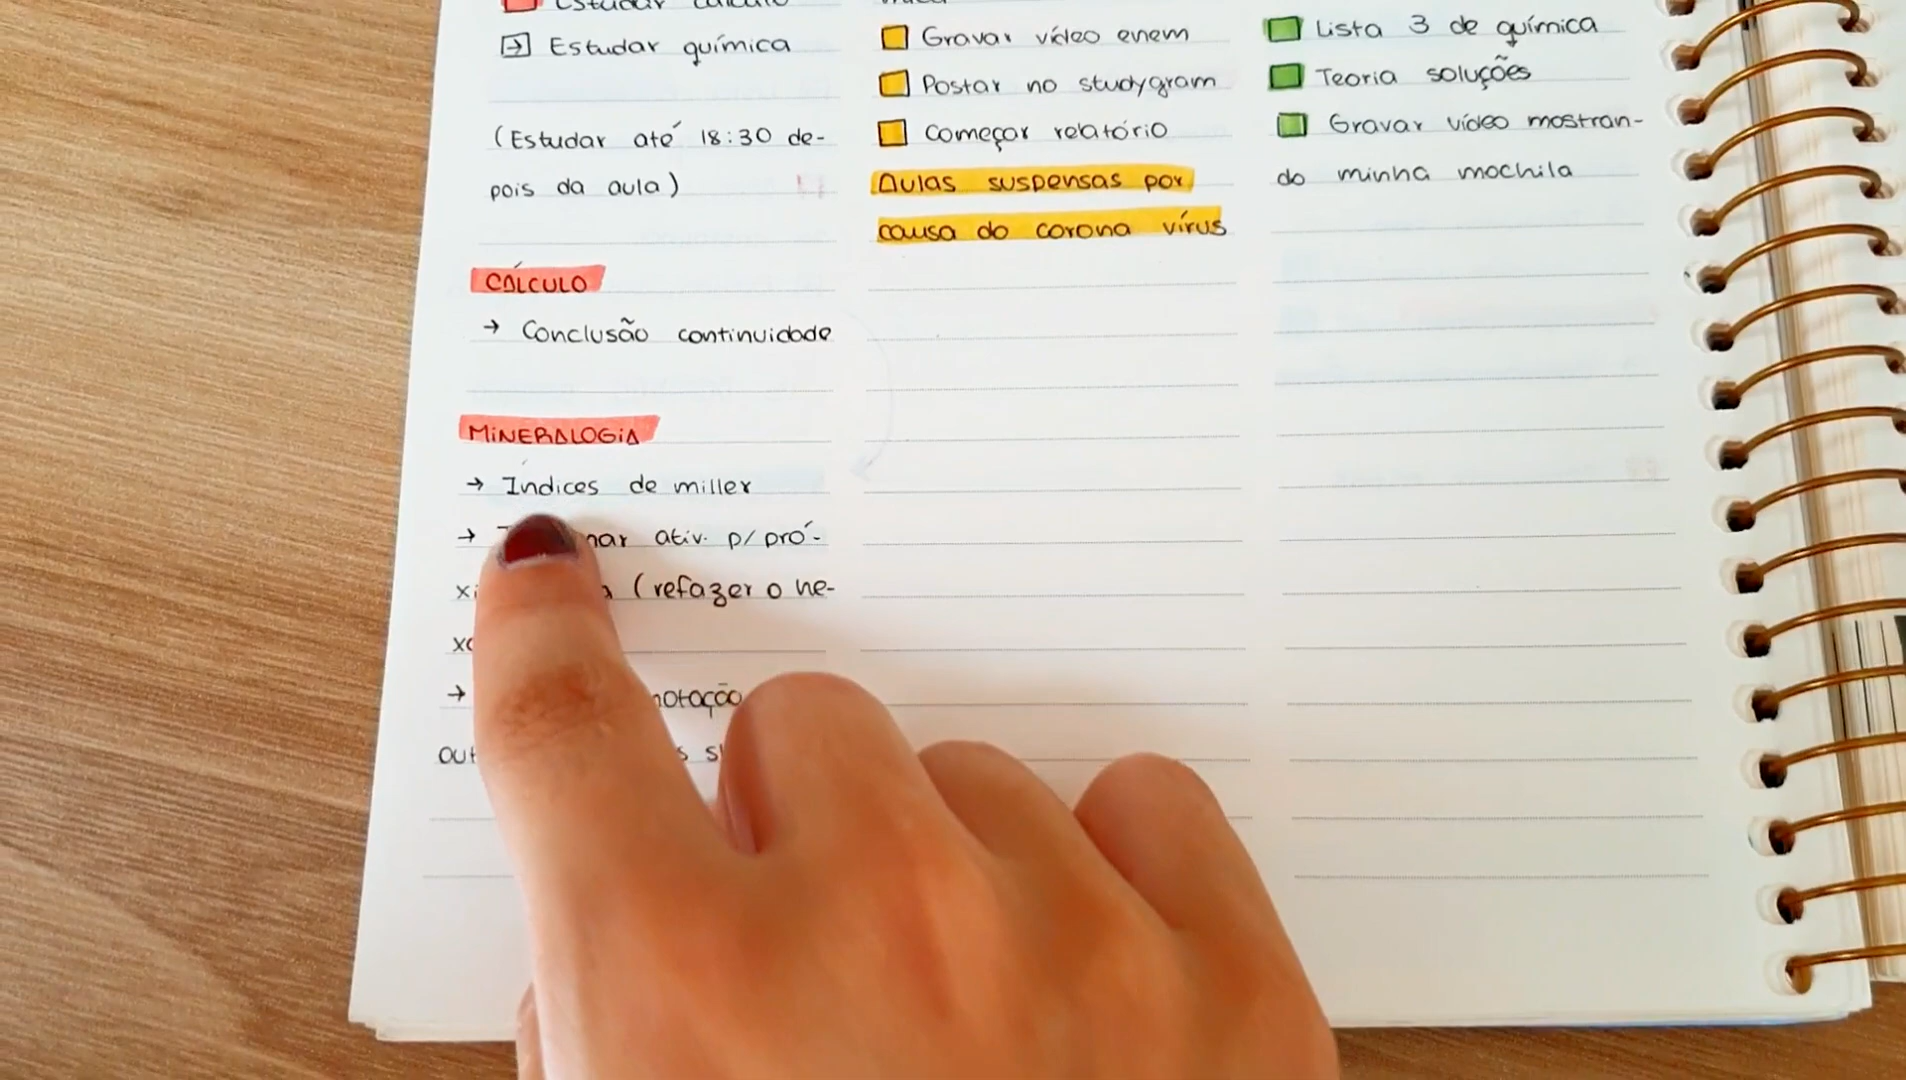 Estudar cálculo
→ Estudar química
(Estudar até 18:30 de-
pois da aula)
CÁLCULO
→ Conclusão continuidade
MINERALOGIA
→ Índices de miller
→ ativ. p/pró-
(refazer o he-
→ notação
Gravar vídeo enem
Postar no studygram
Começar relatório
Aulas suspensas por
causa do corona vírus
Lista 3 de química
Teoria soluções
Gravar vídeo mostran-
do minha mochila